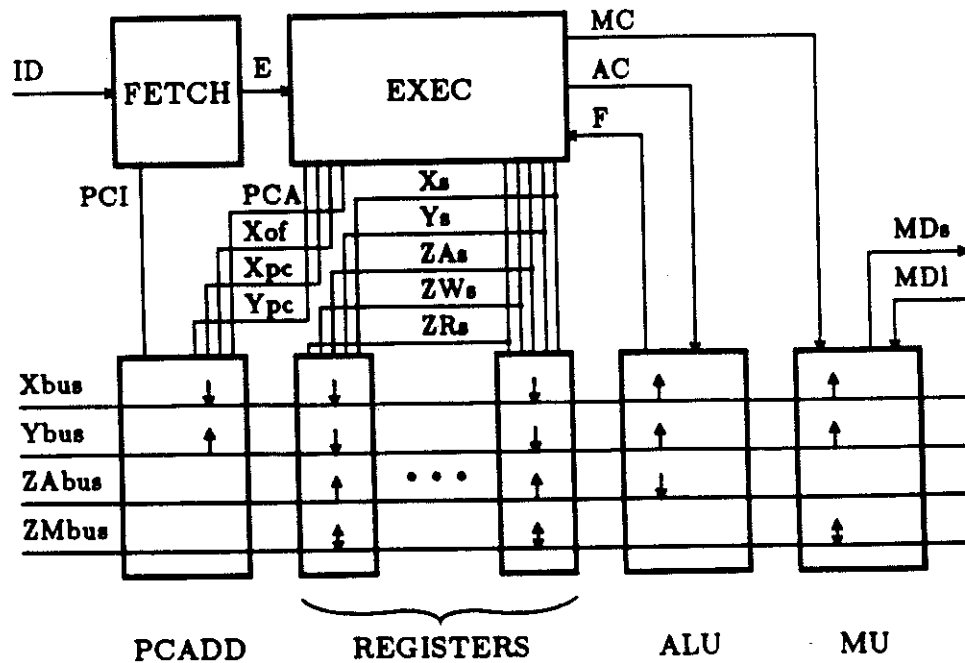 MC
ID
E
AC
FETCH
EXEC
F
PCI
PCA
Xs
Xof
Ys
MDs
Xpc
ZAs
MDl
Ypc
ZWs
ZRs
Xbus
Ybus
ZAbus
ZMbus
PCADD
REGISTERS
ALU
MU